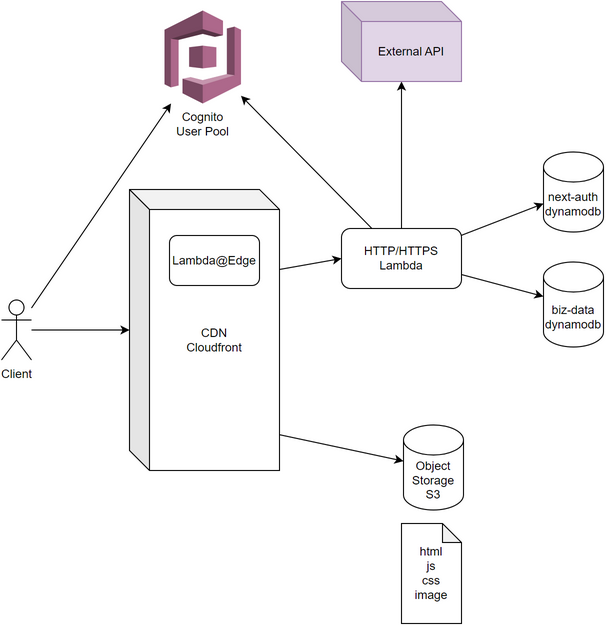 External API
Cognito
User Pool
next-auth
dynamodb
HTTP/HTTPS
Lambda
Lambda@Edge
biz-data
dynamodb
CDN
Cloudfront
Client
Object
Storage
S3
html
js
css
image